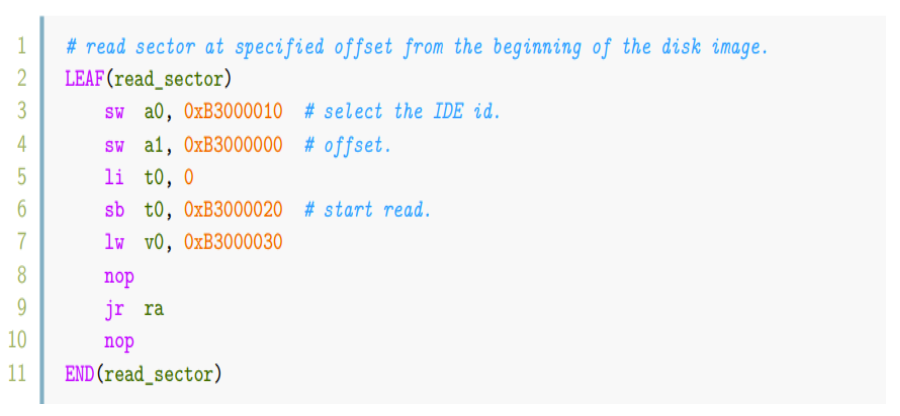 1 # read sector at specified offset from the beginning of the disk image.
2 LEAF(read_sector)
3 sw a0, 0xB3000010 # select the IDE id.
4 sw a1, 0xB3000000 # offset.
5 li t0, 0
6 sb t0, 0xB3000020 # start read.
7 lw v0, 0xB3000030
8 nop
9 jr ra
10 nop
11 END(read_sector)